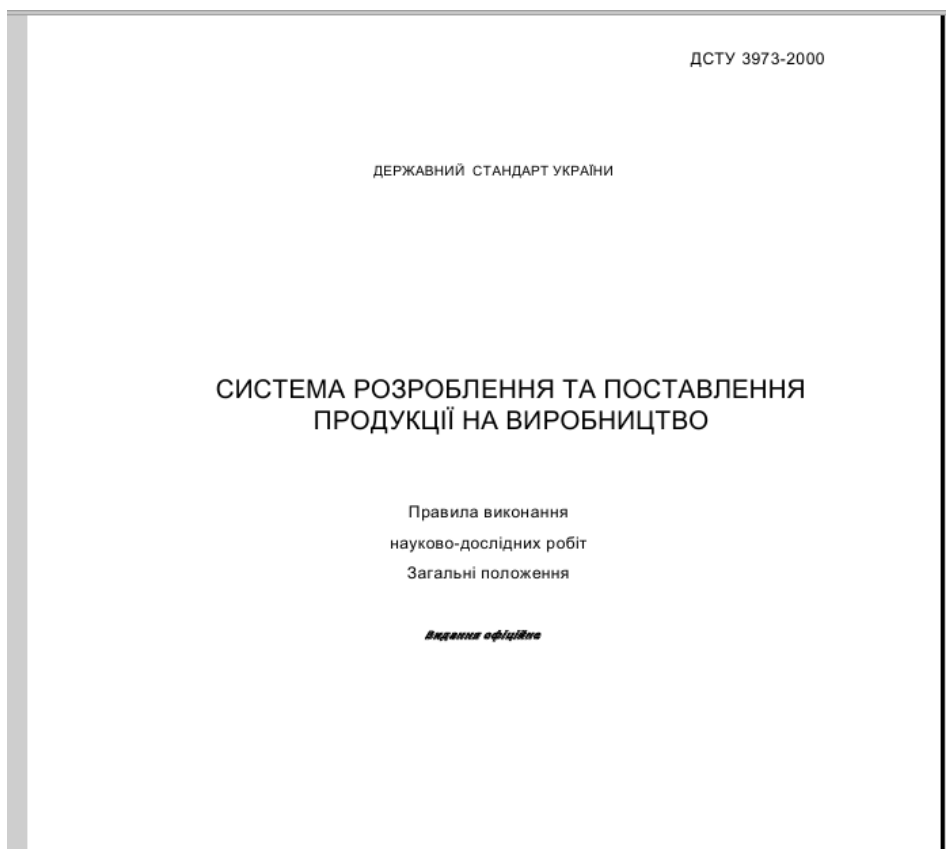 ДСТУ 3973-2000
ДЕРЖАВНИЙ СТАНДАРТ УКРАЇНИ
СИСТЕМА РОЗРОБЛЕННЯ ТА ПОСТАВЛЕННЯ
ПРОДУКЦІЇ НА ВИРОБНИЦТВО
Правила виконання
науково-дослідних робіт
Загальні положення
Видання офіційне